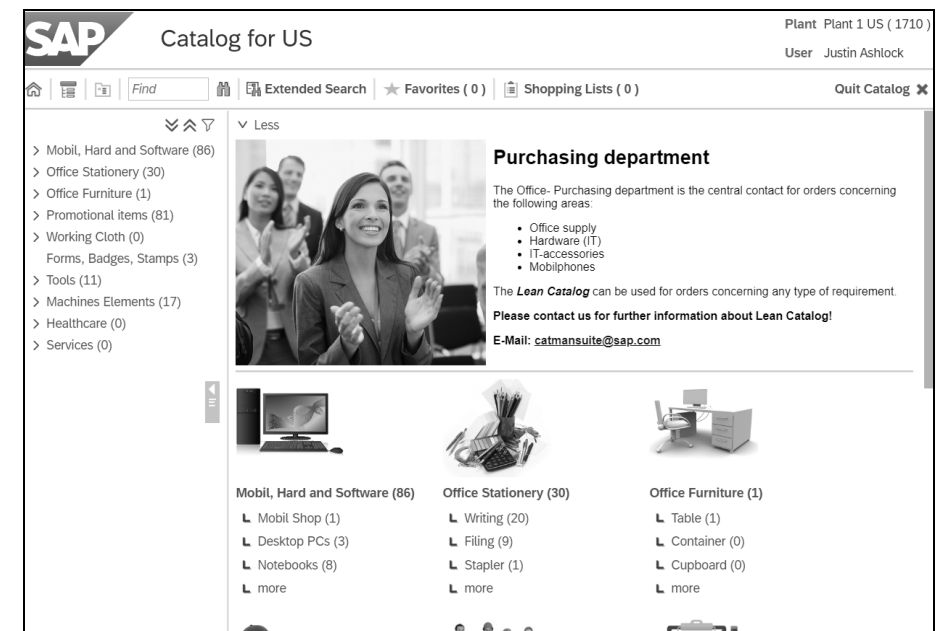 SAP
Catalog for US
Plant Plant 1 US ( 1710 )
User Justin Ashlock
Find
Extended Search
Favorites ( 0 )
Shopping Lists ( 0 )
Quit Catalog
Mobil, Hard and Software (86)
Office Stationery (30)
Office Furniture (1)
Promotional items (81)
Working Cloth (0)
Forms, Badges, Stamps (3)
Tools (11)
Machines Elements (17)
Healthcare (0)
Services (0)
Less
Purchasing department
The Office- Purchasing department is the central contact for orders concerning
the following areas:
• Office supply
• Hardware (IT)
• IT-accessories
• Mobilphones
The Lean Catalog can be used for orders concerning any type of requirement.
Please contact us for further information about Lean Catalog!
E-Mail: catmansuite@sap.com
Mobil, Hard and Software (86)
Mobil Shop (1)
Desktop PCs (3)
Notebooks (8)
more
Office Stationery (30)
Writing (20)
Filing (9)
Stapler (1)
more
Office Furniture (1)
Table (1)
Container (0)
Cupboard (0)
more